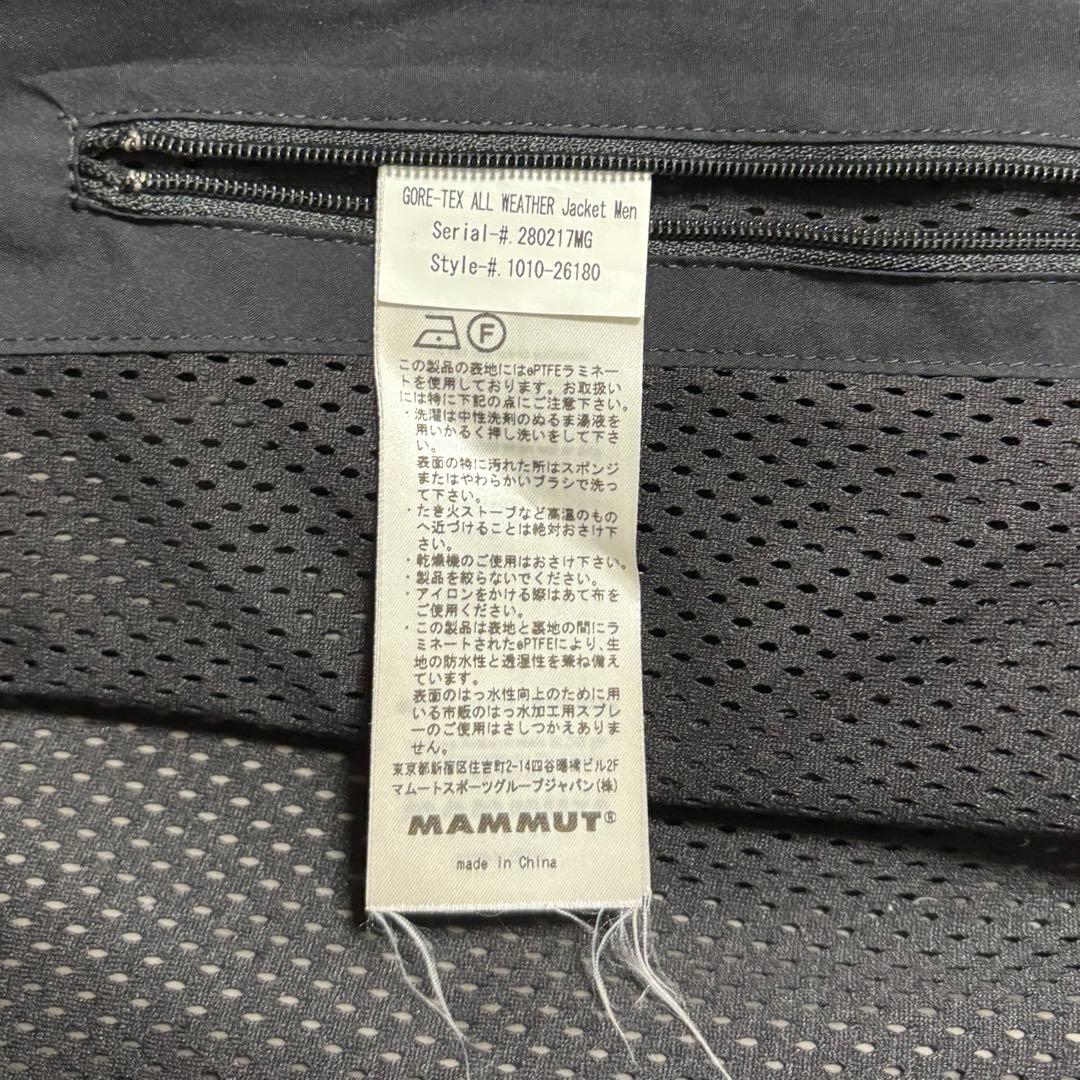 GORE-TEX ALL WEATHER Jacket Men
Serial-#.280217MG
Style-#.1010-26180
F
この製品の表地にはePTFEラミネー
トを使用しております。お取扱い
には特に下記の点にご注意下さい。
・洗濯は中性洗剤のぬるま湯液を
用いかるく押し洗いをして下さ
い。
表面の特に汚れた所はスポンジ
またはやわらかいブラシで洗っ
て下さい。
・たき火ストーブなど高温のもの
へ近づけることは絶対おさけ下
さい。
・乾燥機のご使用はおさけ下さい。
・製品を絞らないでください。
・アイロンをかける際はあて布を
ご使用ください。
・この製品は表地と裏地の間にラ
ミネートされたePTFEにより、生
地の防水性と透湿性を兼ね備え
ています。
表面のはっ水性向上のために用
いる市販のはっ水加工用スプレ
ーのご使用はさしつかえありま
せん。
東京都新宿区住吉町2-14四谷曙橋ビル2F
マムートスポーツグループジャパン(株)
MAMMUT®
made in China